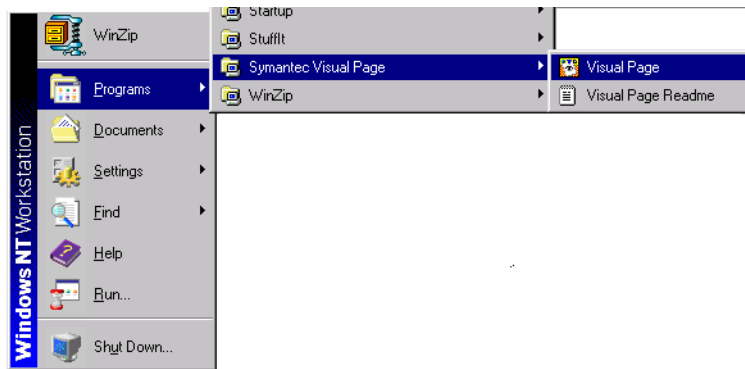 WinZip
Programs
Documents
Settings
Find
Help
Run...
Shut Down...
Windows NT Workstation
Startup
StuffIt
Symantec Visual Page
WinZip
Visual Page
Visual Page Readme